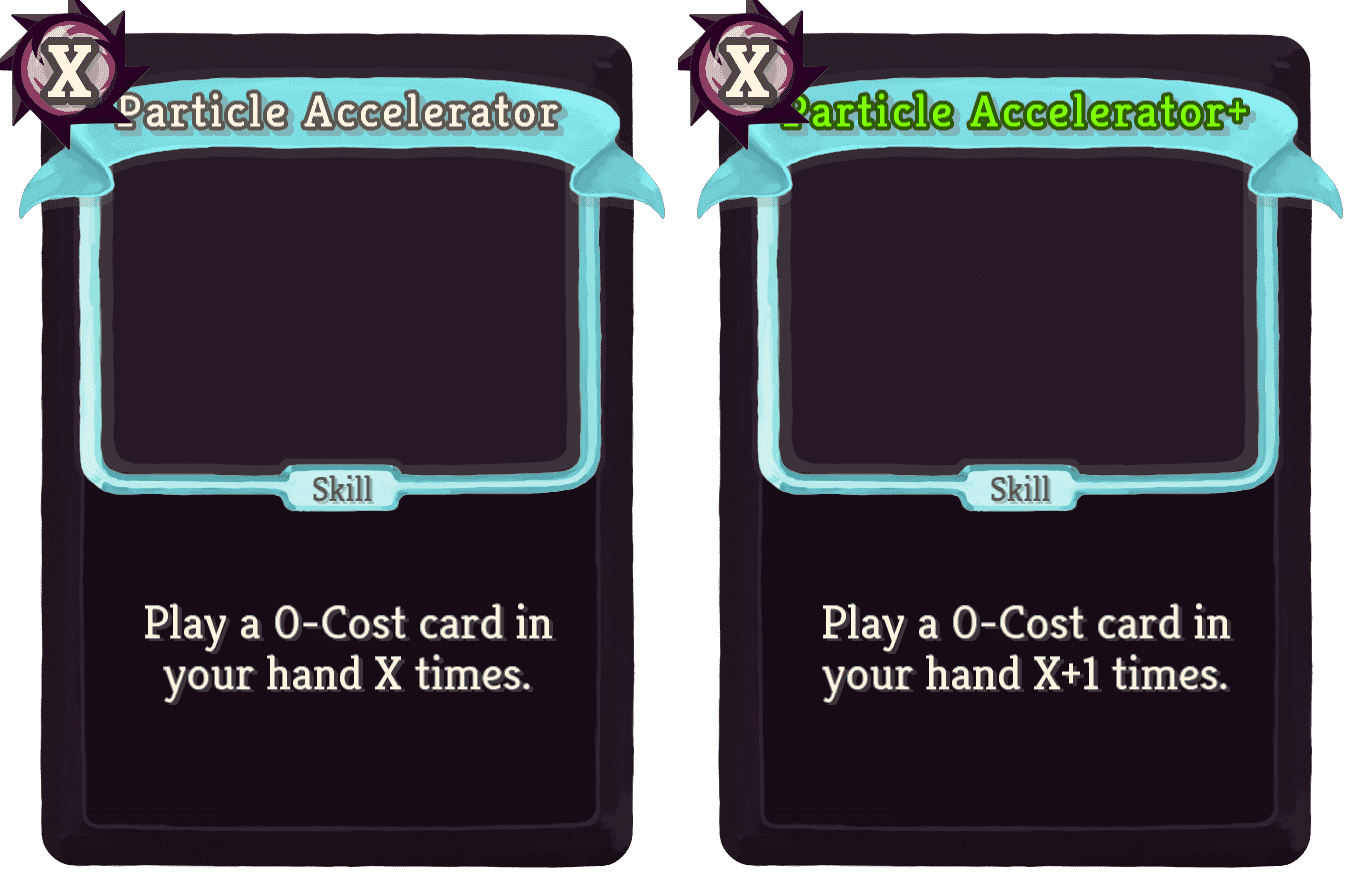 X
Particle Accelerator
Skill
Play a 0-Cost card in
your hand X times.
X
Particle Accelerator+
Skill
Play a 0-Cost card in
your hand X+1 times.